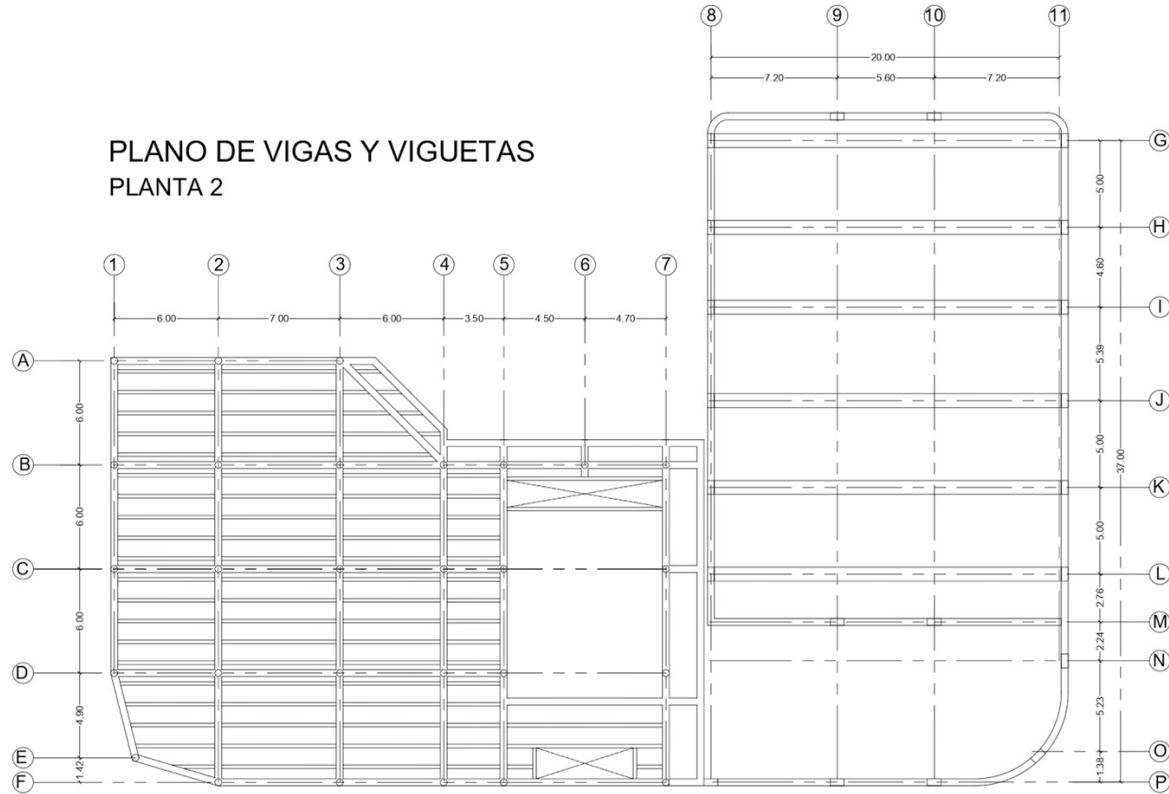 8 9 10 11
20.00
7.20 5.60 7.20
PLANO DE VIGAS Y VIGUETAS
PLANTA 2
1 2 3 4 5 6 7
6.00 7.00 6.00 3.50 4.50 4.70
A
6.00
B
6.00
C
6.00
D
4.90
E
1.42
F
G
5.00
H
4.60
I
5.39
J
5.00
37.00
K
5.00
L
2.76
M
2.24
N
5.23
O
1.38
P